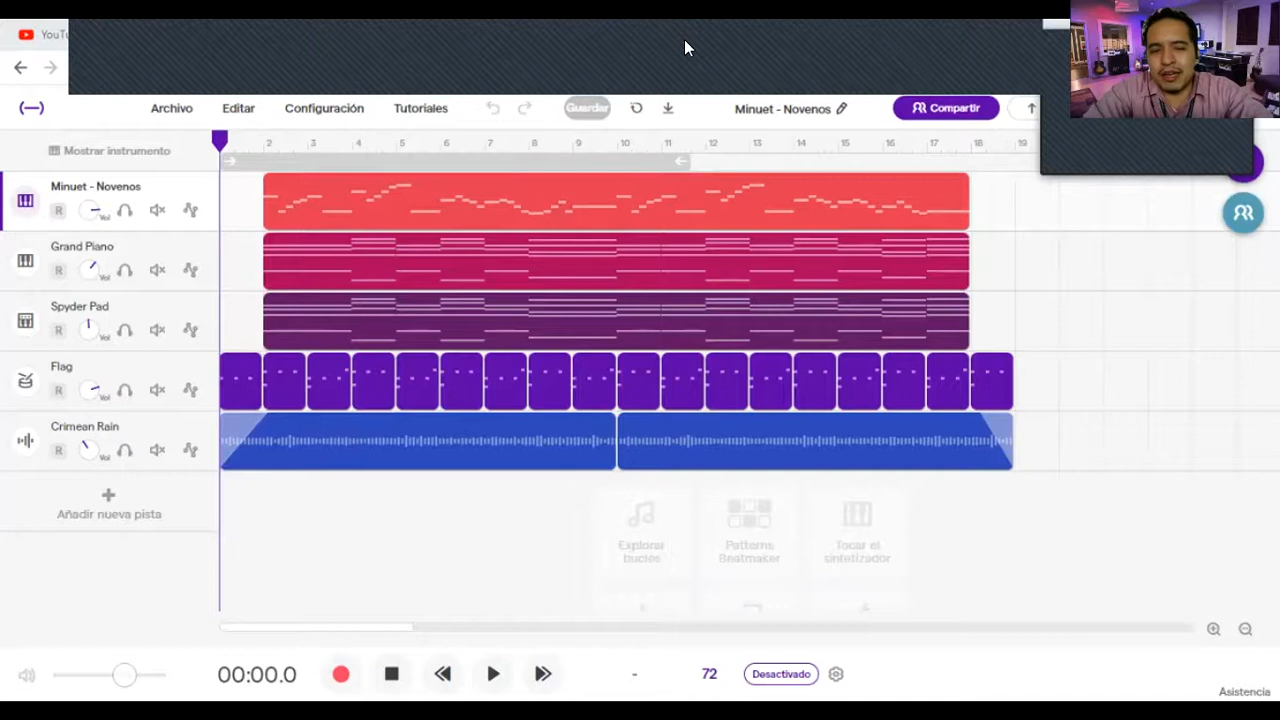 YouTu
Archivo
Editar
Configuración
Tutoriales
Guardar
Minuet - Novenos
Compartir
Mostrar instrumento
2 3 4 5 6 7 8 9 10 11 12 13 14 15 16 17 18 19
Minuet - Novenos
R
Vol
Grand Piano
R
Vol
Spyder Pad
R
Vol
Flag
R
Vol
Crimean Rain
R
Vol
Añadir nueva pista
Explorar
bucles
Patterns
Beatmaker
Tocar el
sintetizador
00:00.0
-
72
Desactivado
Asistencia